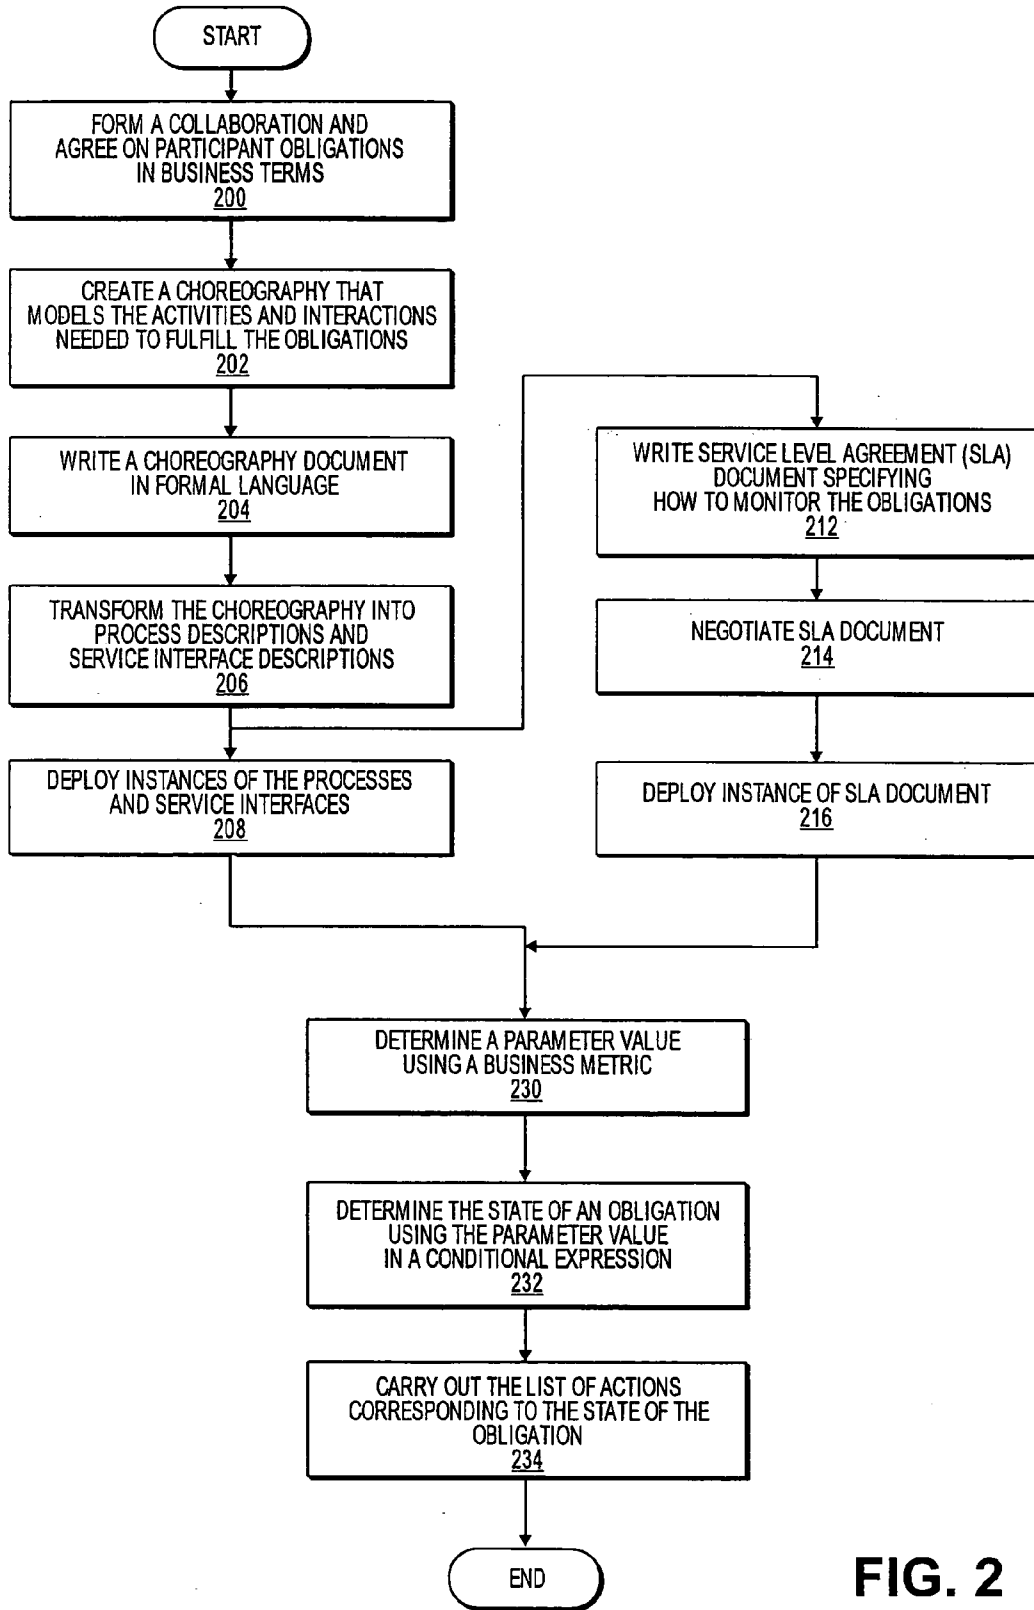 START
FORM A COLLABORATION AND
AGREE ON PARTICIPANT OBLIGATIONS
IN BUSINESS TERMS
200
CREATE A CHOREOGRAPHY THAT
MODELS THE ACTIVITIES AND INTERACTIONS
NEEDED TO FULFILL THE OBLIGATIONS
202
WRITE A CHOREOGRAPHY DOCUMENT
IN FORMAL LANGUAGE
204
TRANSFORM THE CHOREOGRAPHY INTO
PROCESS DESCRIPTIONS AND
SERVICE INTERFACE DESCRIPTIONS
206
DEPLOY INSTANCES OF THE PROCESSES
AND SERVICE INTERFACES
208
WRITE SERVICE LEVEL AGREEMENT (SLA)
DOCUMENT SPECIFYING
HOW TO MONITOR THE OBLIGATIONS
212
NEGOTIATE SLA DOCUMENT
214
DEPLOY INSTANCE OF SLA DOCUMENT
216
DETERMINE A PARAMETER VALUE
USING A BUSINESS METRIC
230
DETERMINE THE STATE OF AN OBLIGATION
USING THE PARAMETER VALUE
IN A CONDITIONAL EXPRESSION
232
CARRY OUT THE LIST OF ACTIONS
CORRESPONDING TO THE STATE OF THE
OBLIGATION
234
END
FIG. 2